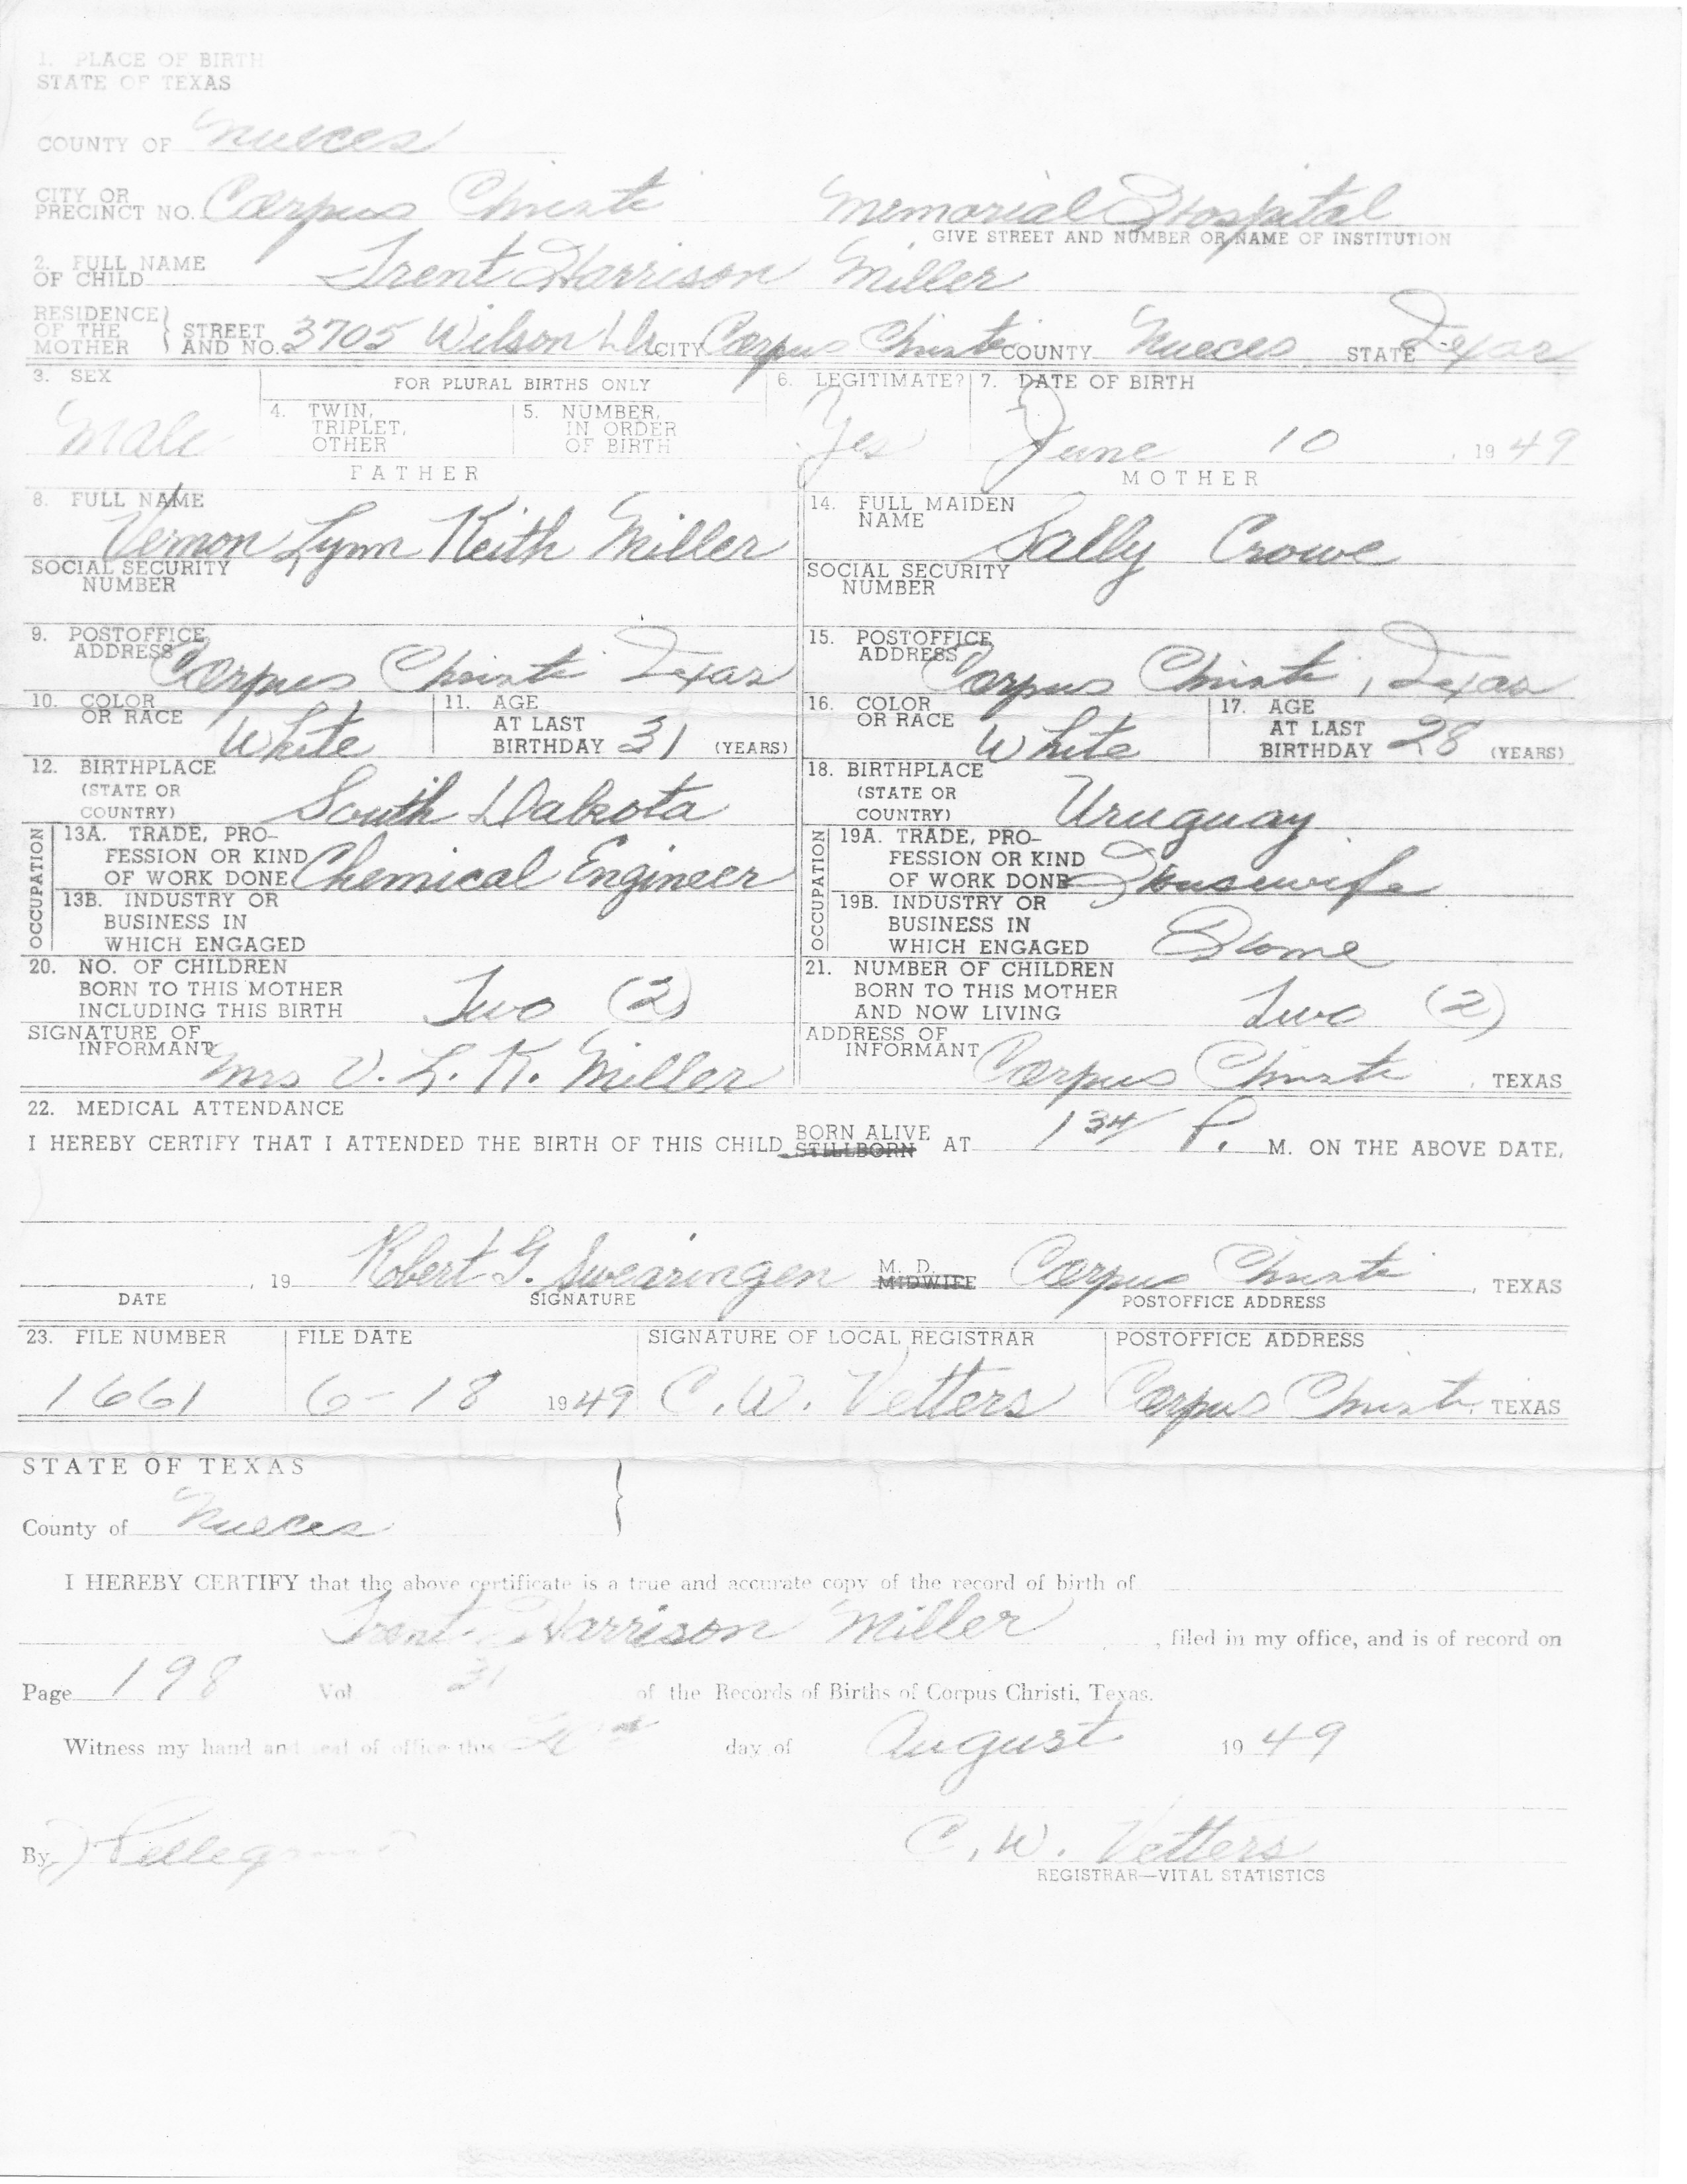 1. PLACE OF BIRTH
STATE OF TEXAS
COUNTY OF Nueces
CITY OR PRECINCT NO. Corpus Christi Memorial Hospital
GIVE STREET AND NUMBER OR NAME OF INSTITUTION
2. FULL NAME OF CHILD Trent Harrison Miller
RESIDENCE OF THE MOTHER } STREET AND NO. 3705 Wilson Dr. CITY Corpus Christi COUNTY Nueces STATE Texas
3. SEX Male
FOR PLURAL BIRTHS ONLY
4. TWIN, TRIPLET, OTHER
5. NUMBER, IN ORDER OF BIRTH
6. LEGITIMATE? Yes
7. DATE OF BIRTH June 10, 1949
FATHER
8. FULL NAME Vernon Lynn Keith Miller
SOCIAL SECURITY NUMBER
9. POSTOFFICE ADDRESS Corpus Christi Texas
10. COLOR OR RACE White
11. AGE AT LAST BIRTHDAY 31 (YEARS)
12. BIRTHPLACE (STATE OR COUNTRY) South Dakota
OCCUPATION
13A. TRADE, PROFESSION OR KIND OF WORK DONE Chemical Engineer
13B. INDUSTRY OR BUSINESS IN WHICH ENGAGED
MOTHER
14. FULL MAIDEN NAME Sally Crowe
SOCIAL SECURITY NUMBER
15. POSTOFFICE ADDRESS Corpus Christi, Texas
16. COLOR OR RACE White
17. AGE AT LAST BIRTHDAY 28 (YEARS)
18. BIRTHPLACE (STATE OR COUNTRY) Uruguay
OCCUPATION
19A. TRADE, PROFESSION OR KIND OF WORK DONE Housewife
19B. INDUSTRY OR BUSINESS IN WHICH ENGAGED Home
20. NO. OF CHILDREN BORN TO THIS MOTHER INCLUDING THIS BIRTH Two (2)
21. NUMBER OF CHILDREN BORN TO THIS MOTHER AND NOW LIVING Two (2)
SIGNATURE OF INFORMANT Mrs V. L. K. Miller
ADDRESS OF INFORMANT Corpus Christi, TEXAS
22. MEDICAL ATTENDANCE
I HEREBY CERTIFY THAT I ATTENDED THE BIRTH OF THIS CHILD BORN ALIVE STILLBORN AT 1 34 P. M. ON THE ABOVE DATE,
, 19 Robert G. Swearingen M. D. MIDWIFE Corpus Christi, TEXAS
DATE SIGNATURE POSTOFFICE ADDRESS
23. FILE NUMBER FILE DATE SIGNATURE OF LOCAL REGISTRAR POSTOFFICE ADDRESS
1661 6-18 1949 C. W. Vetters Corpus Christi, TEXAS
STATE OF TEXAS }
County of Nueces
I HEREBY CERTIFY that the above certificate is a true and accurate copy of the record of birth of
Trent Harrison Miller, filed in my office, and is of record on
Page 198 Vol 31 of the Records of Births of Corpus Christi, Texas.
Witness my hand and seal of office this day of August 1949
C. W. Vetters
By
REGISTRAR—VITAL STATISTICS